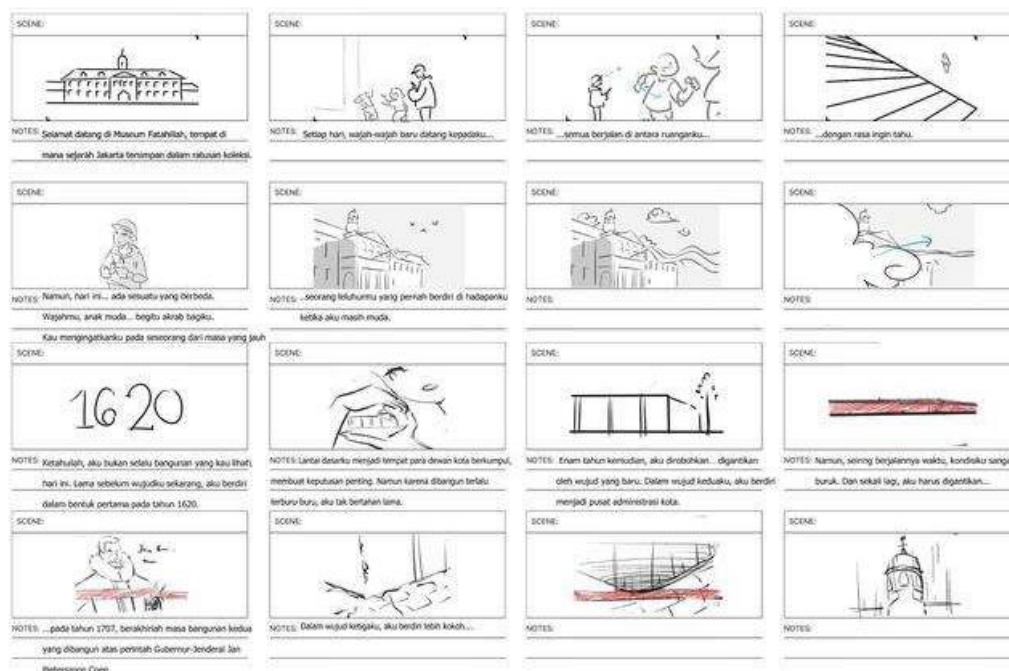 SCENE:
SCENE:
SCENE:
SCENE:
NOTES: Selamat datang di Museum Fatahillah, tempat di
mana sejarah Jakarta tersimpan dalam ratusan koleksi.
NOTES: Setiap hari, wajah-wajah baru datang kepadaku...
NOTES: ...semua berjalan di antara ruanganku...
NOTES: ...dengan rasa ingin tahu.
SCENE:
SCENE:
SCENE:
SCENE:
NOTES: Namun, hari ini... ada sesuatu yang berbeda.
Wajahmu, anak muda... begitu akrab bagiku.
Kau mengingatkanku pada seseorang dari masa yang jauh
NOTES: ...seorang leluhurmu yang pernah berdiri di hadapanku
ketika aku masih muda.
NOTES:
NOTES:
SCENE:
SCENE:
SCENE:
SCENE:
1620
NOTES: Ketahuilah, aku bukan selalu bangunan yang kau lihat
hari ini. Lama sebelum wujudku sekarang, aku berdiri
dalam bentuk pertama pada tahun 1620.
NOTES: Lantai dasarku menjadi tempat para dewan kota berkumpul,
membuat keputusan penting. Namun karena dibangun terlalu
terburu buru, aku tak bertahan lama.
NOTES: Enam tahun kemudian, aku dirobohkan... digantikan
oleh wujud yang baru. Dalam wujud keduaku, aku berdiri
menjadi pusat administrasi kota.
NOTES: Namun, seiring berjalannya waktu, kondisiku sanga
buruk. Dan sekali lagi, aku harus digantikan...
SCENE:
SCENE:
SCENE:
SCENE:
NOTES: ...pada tahun 1707, berakhirlah masa bangunan kedua
yang dibangun atas perintah Gubernur-Jenderal Jan
Pieterszoon Coen.
NOTES: Dalam wujud ketigaku, aku berdiri lebih kokoh....
NOTES:
NOTES: